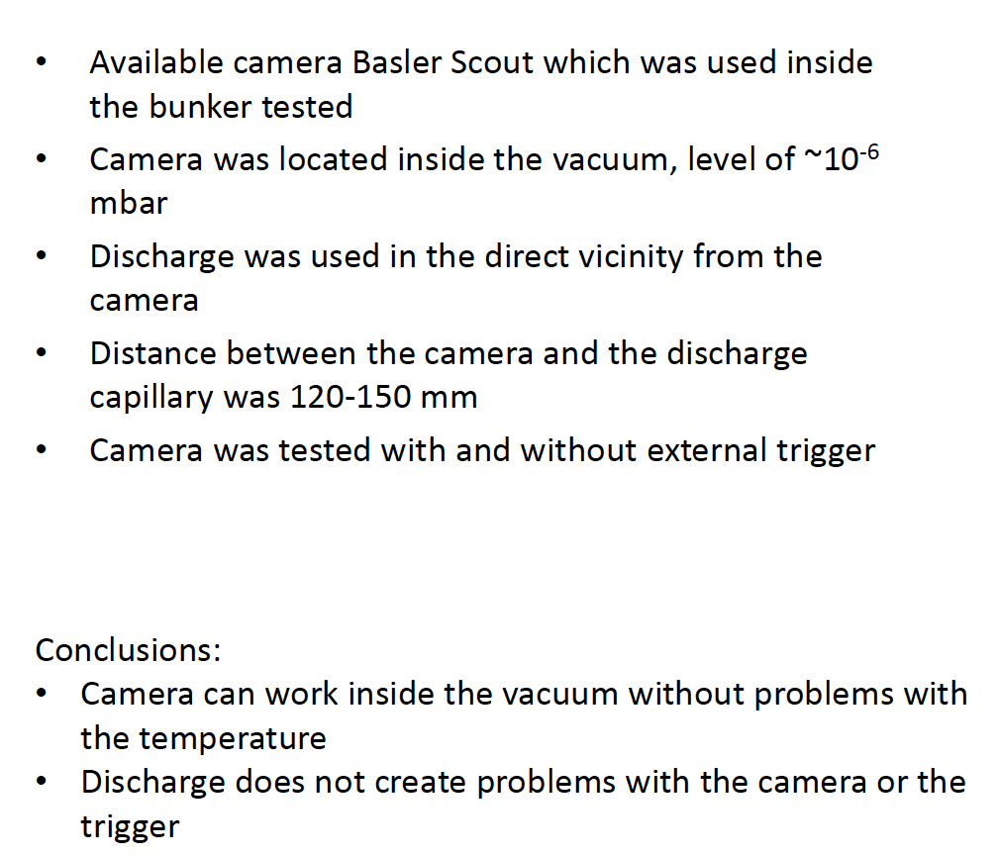 • Available camera Basler Scout which was used inside
the bunker tested
• Camera was located inside the vacuum, level of ~10⁻⁶
mbar
• Discharge was used in the direct vicinity from the
camera
• Distance between the camera and the discharge
capillary was 120-150 mm
• Camera was tested with and without external trigger
Conclusions:
• Camera can work inside the vacuum without problems with
the temperature
• Discharge does not create problems with the camera or the
trigger